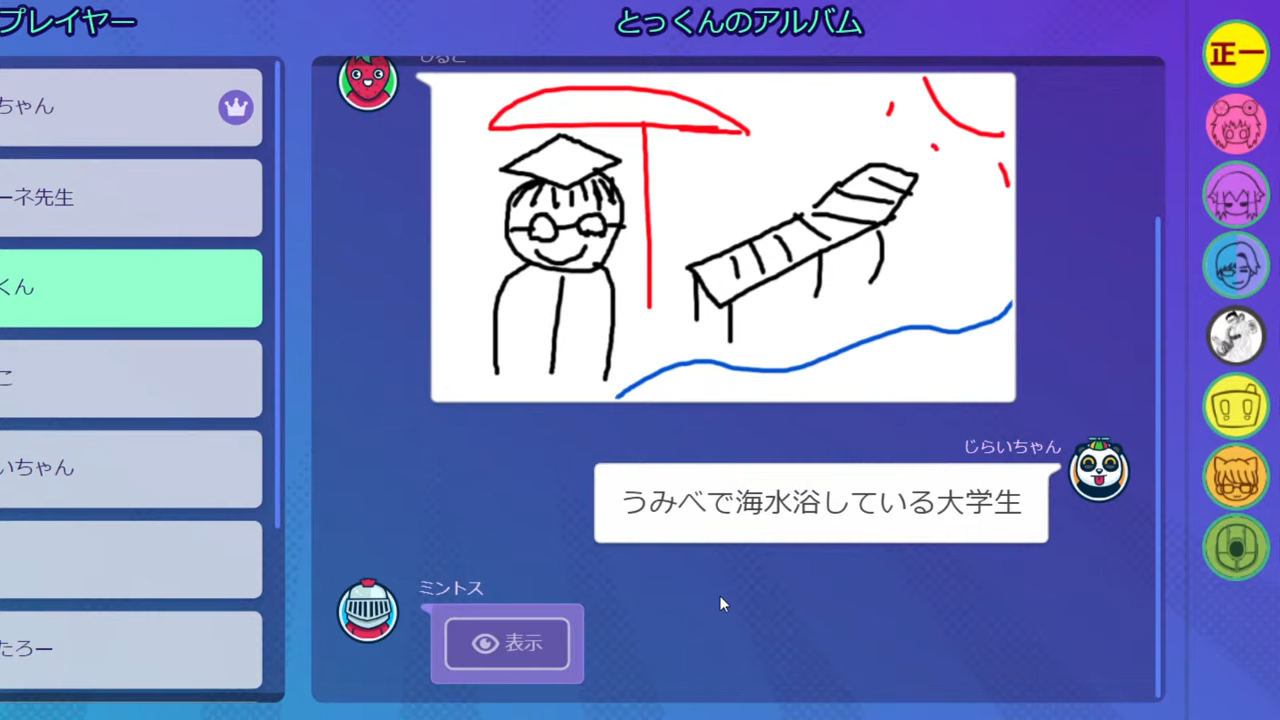 プレイヤー
とっくんのアルバム
正一
ちゃん
ーネ先生
くん
こ
いちゃん
たろー
じらいちゃん
うみべで海水浴している大学生
ミントス
表示